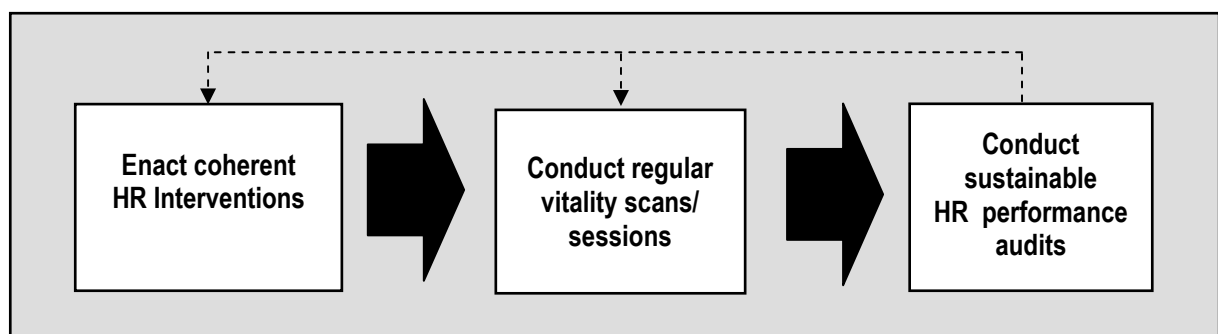 Enact coherent
HR Interventions
Conduct regular
vitality scans/
sessions
Conduct
sustainable
HR performance
audits